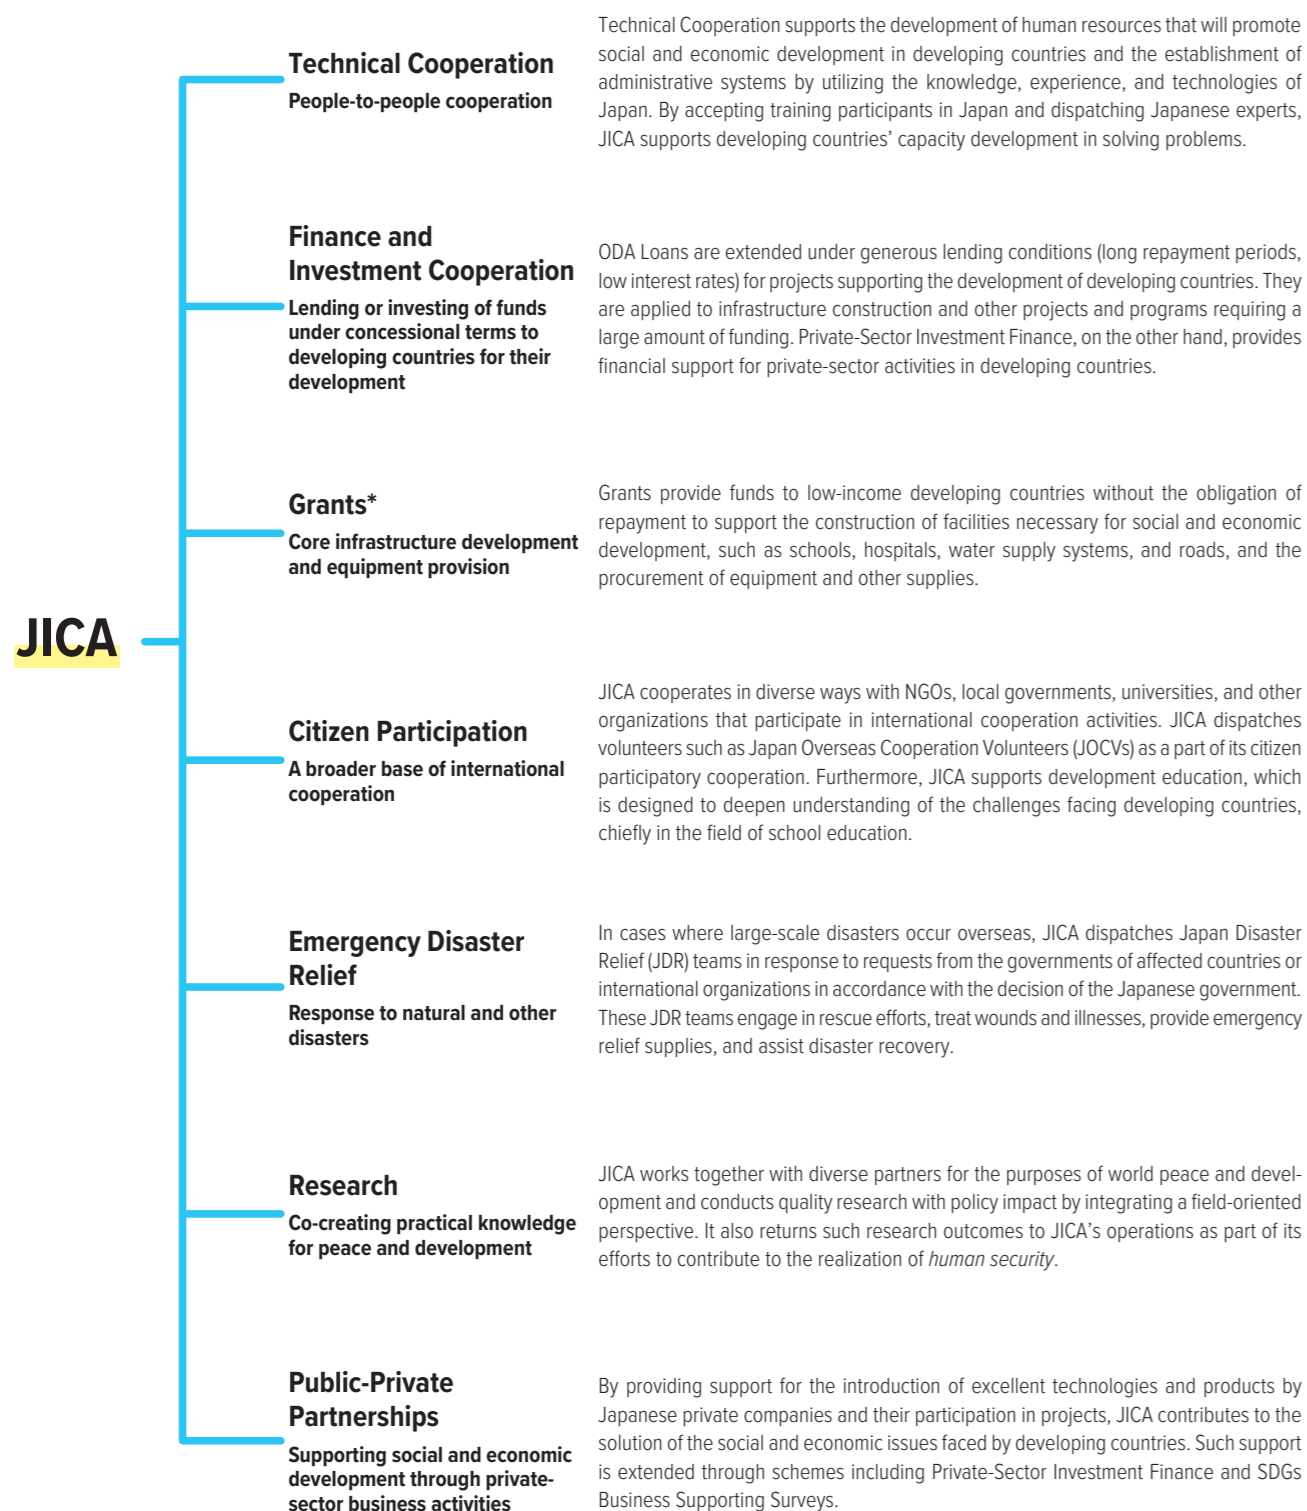 JICA
Technical Cooperation
People-to-people cooperation
Technical Cooperation supports the development of human resources that will promote
social and economic development in developing countries and the establishment of
administrative systems by utilizing the knowledge, experience, and technologies of
Japan. By accepting training participants in Japan and dispatching Japanese experts,
JICA supports developing countries’ capacity development in solving problems.
Finance and
Investment Cooperation
Lending or investing of funds
under concessional terms to
developing countries for their
development
ODA Loans are extended under generous lending conditions (long repayment periods,
low interest rates) for projects supporting the development of developing countries. They
are applied to infrastructure construction and other projects and programs requiring a
large amount of funding. Private-Sector Investment Finance, on the other hand, provides
financial support for private-sector activities in developing countries.
Grants*
Core infrastructure development
and equipment provision
Grants provide funds to low-income developing countries without the obligation of
repayment to support the construction of facilities necessary for social and economic
development, such as schools, hospitals, water supply systems, and roads, and the
procurement of equipment and other supplies.
Citizen Participation
A broader base of international
cooperation
JICA cooperates in diverse ways with NGOs, local governments, universities, and other
organizations that participate in international cooperation activities. JICA dispatches
volunteers such as Japan Overseas Cooperation Volunteers (JOCVs) as a part of its citizen
participatory cooperation. Furthermore, JICA supports development education, which
is designed to deepen understanding of the challenges facing developing countries,
chiefly in the field of school education.
Emergency Disaster
Relief
Response to natural and other
disasters
In cases where large-scale disasters occur overseas, JICA dispatches Japan Disaster
Relief (JDR) teams in response to requests from the governments of affected countries or
international organizations in accordance with the decision of the Japanese government.
These JDR teams engage in rescue efforts, treat wounds and illnesses, provide emergency
relief supplies, and assist disaster recovery.
Research
Co-creating practical knowledge
for peace and development
JICA works together with diverse partners for the purposes of world peace and devel-
opment and conducts quality research with policy impact by integrating a field-oriented
perspective. It also returns such research outcomes to JICA’s operations as part of its
efforts to contribute to the realization of human security.
Public-Private
Partnerships
Supporting social and economic
development through private-
sector business activities
By providing support for the introduction of excellent technologies and products by
Japanese private companies and their participation in projects, JICA contributes to the
solution of the social and economic issues faced by developing countries. Such support
is extended through schemes including Private-Sector Investment Finance and SDGs
Business Supporting Surveys.